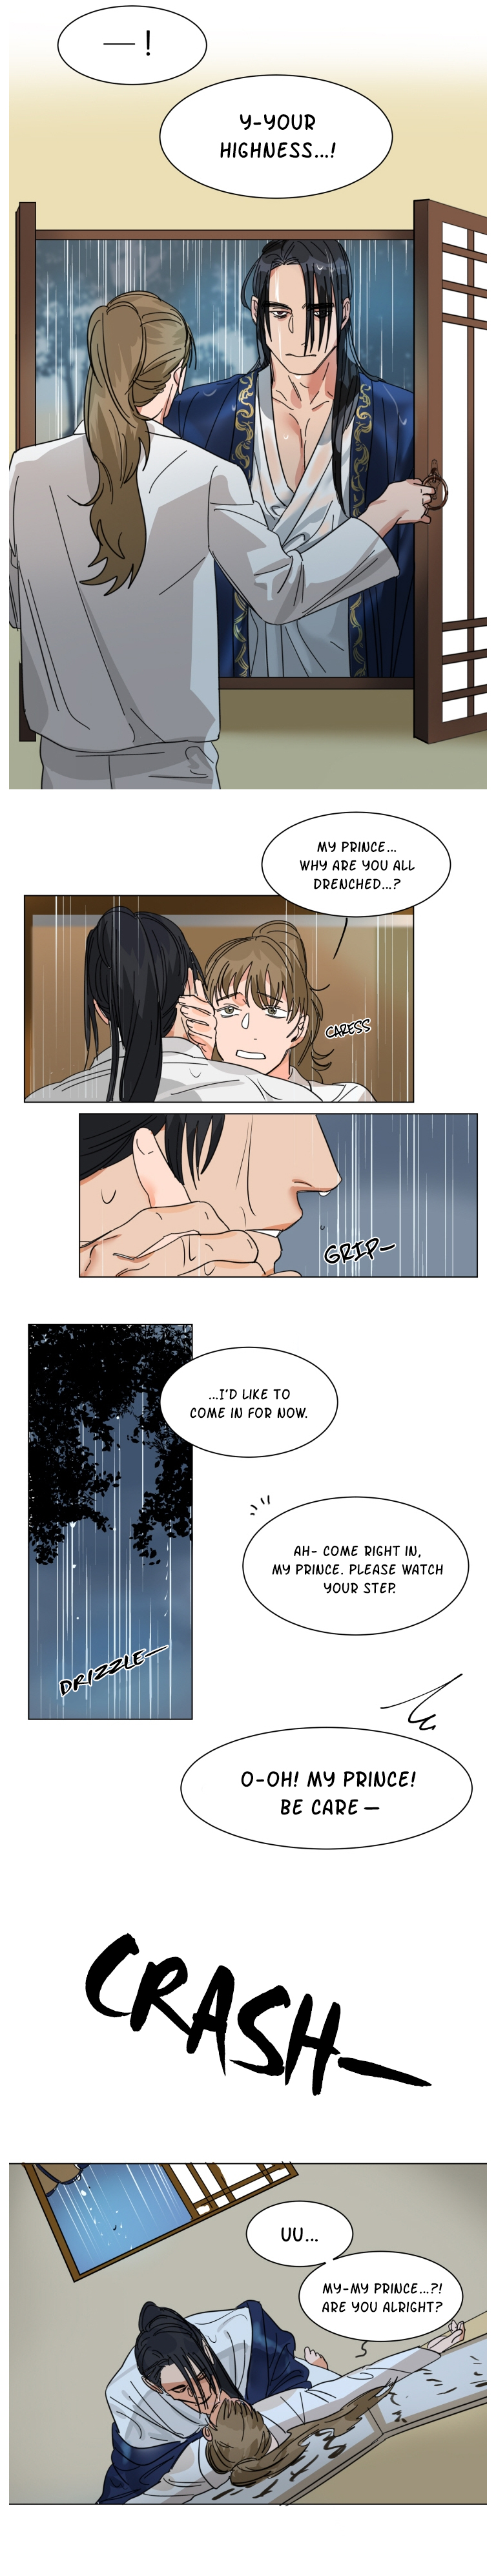 — !
Y-YOUR
HIGHNESS...!
MY PRINCE...
WHY ARE YOU ALL
DRENCHED...?
CARESS
GRIP—
...I'D LIKE TO
COME IN FOR NOW.
AH- COME RIGHT IN,
MY PRINCE. PLEASE WATCH
YOUR STEP.
DRIZZLE—
O-OH! MY PRINCE!
BE CARE —
CRASH—
UU...
MY-MY PRINCE...?!
ARE YOU ALRIGHT?